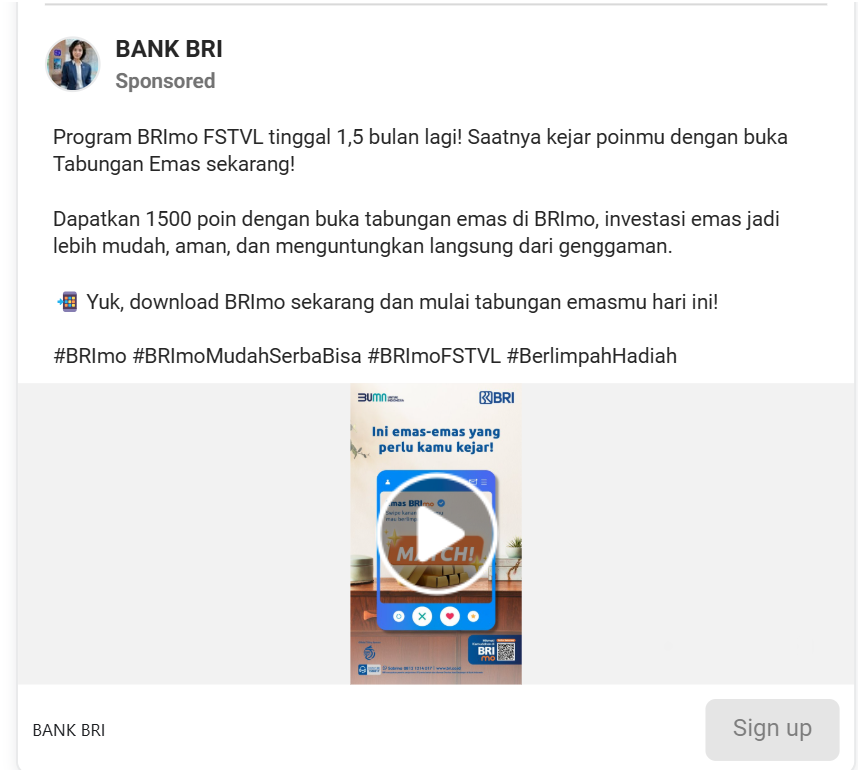 BANK BRI
Sponsored
Program BRImo FSTVL tinggal 1,5 bulan lagi! Saatnya kejar poinmu dengan buka
Tabungan Emas sekarang!
Dapatkan 1500 poin dengan buka tabungan emas di BRImo, investasi emas jadi
lebih mudah, aman, dan menguntungkan langsung dari genggaman.
📲 Yuk, download BRImo sekarang dan mulai tabungan emasmu hari ini!
#BRImo #BRImoMudahSerbaBisa #BRImoFSTVL #BerlimpahHadiah
BUMN
BRI
Ini emas-emas yang
perlu kamu kejar!
BRImo
MATCH!
BRI
mo
BANK BRI
Sign up